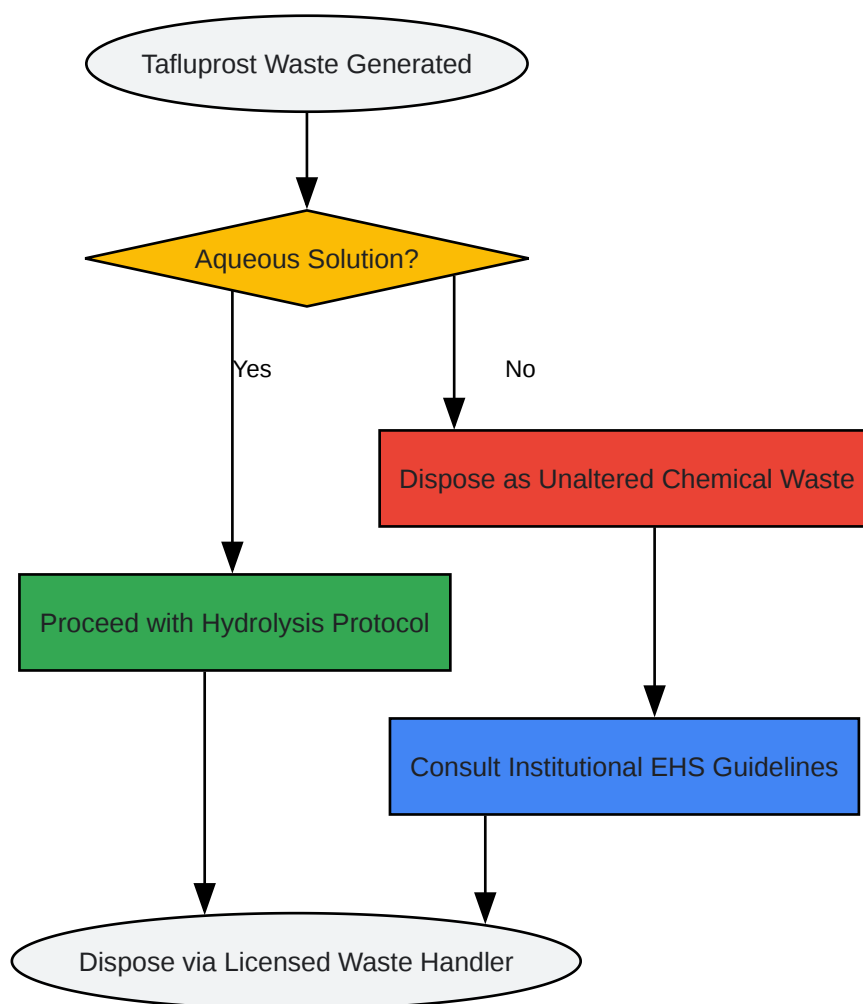 Tafluprost Waste Generated
Aqueous Solution?
Yes
No
Dispose as Unaltered Chemical Waste
Proceed with Hydrolysis Protocol
Consult Institutional EHS Guidelines
Dispose via Licensed Waste Handler